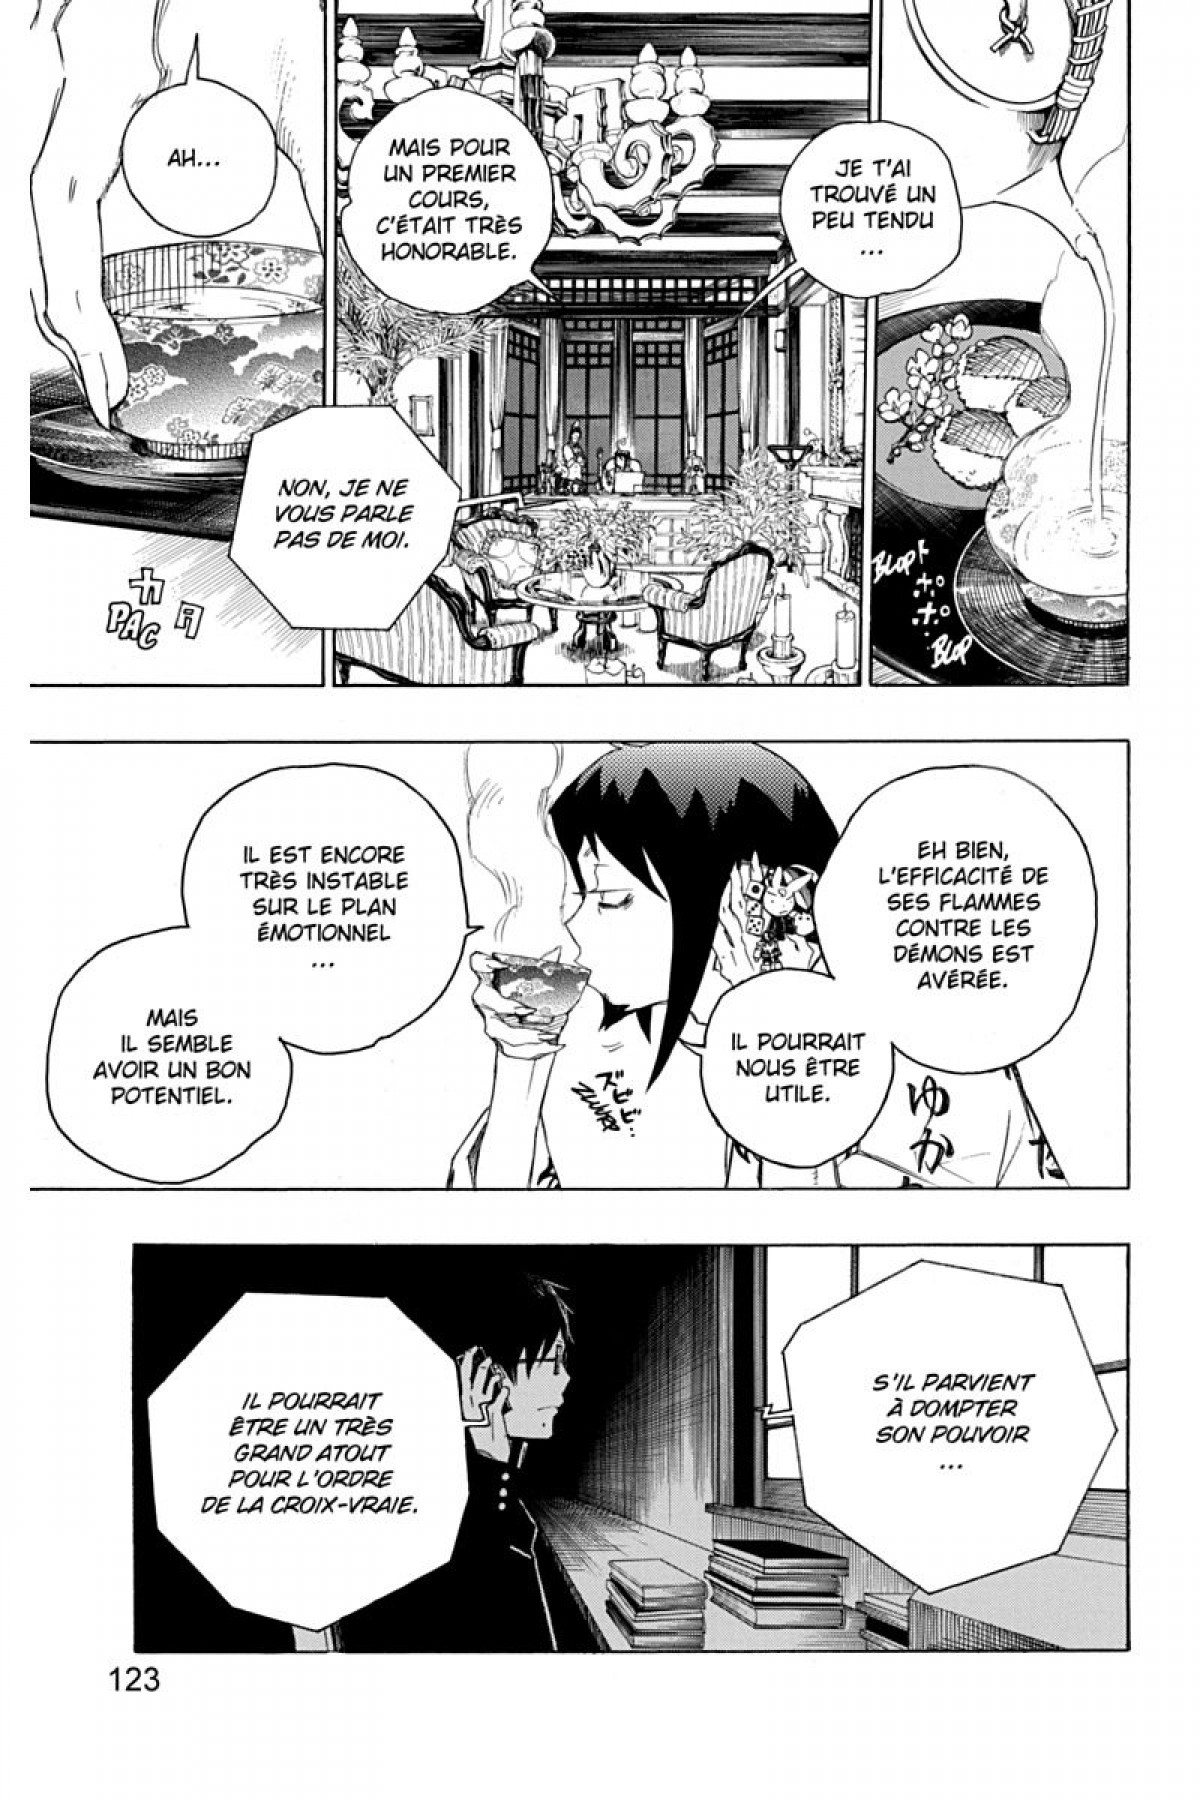 JE T'AI
TROUVÉ UN
PEU TENDU
...
BLOP
BLOP
MAIS POUR
UN PREMIER
COURS,
C'ÉTAIT TRÈS
HONORABLE.
AH...
NON, JE NE
VOUS PARLE
PAS DE MOI.
カタ
PAC
EH BIEN,
L'EFFICACITÉ DE
SES FLAMMES
CONTRE LES
DÉMONS EST
AVÉRÉE.
IL POURRAIT
NOUS ÊTRE
UTILE.
ゆか
ズビビ...
IL EST ENCORE
TRÈS INSTABLE
SUR LE PLAN
ÉMOTIONNEL
...
MAIS
IL SEMBLE
AVOIR UN BON
POTENTIEL.
S'IL PARVIENT
À DOMPTER
SON POUVOIR
...
IL POURRAIT
ÊTRE UN TRÈS
GRAND ATOUT
POUR L'ORDRE
DE LA CROIX-VRAIE.
123